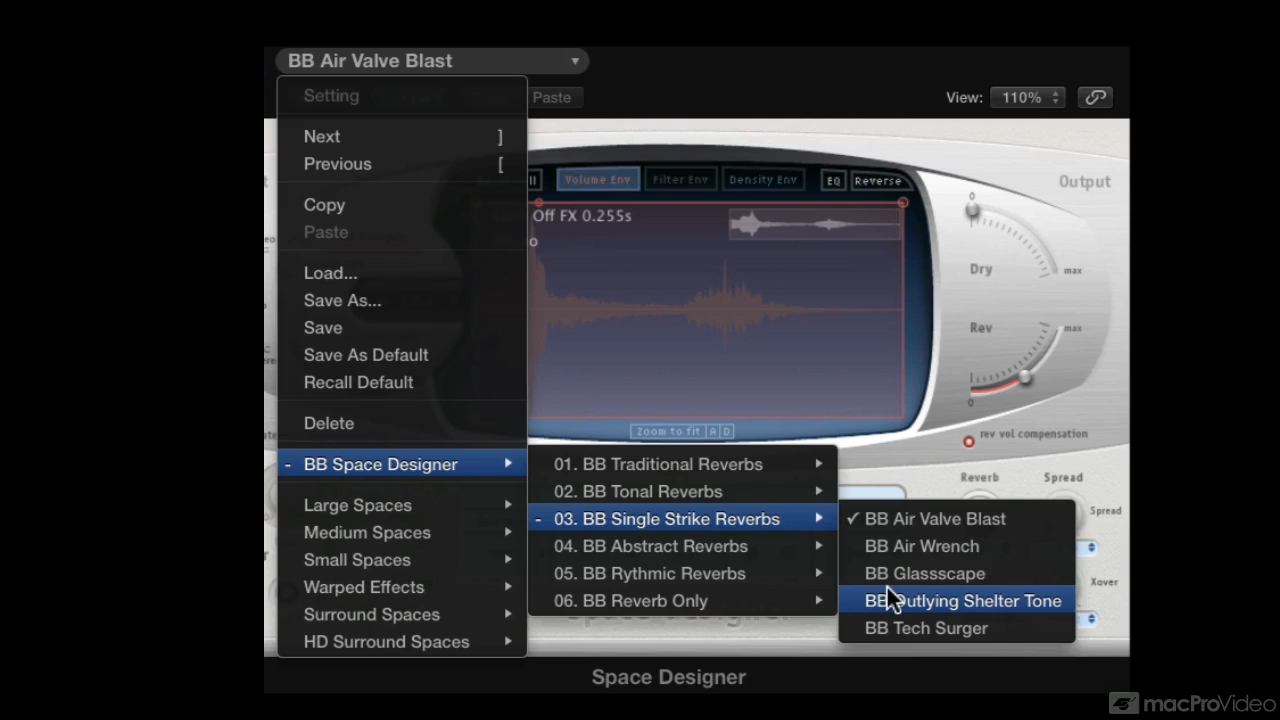 BB Air Valve Blast
Setting
Paste
View: 110%
Next ]
Previous [
Copy
Paste
Load...
Save As...
Save
Save As Default
Recall Default
Delete
- BB Space Designer
Large Spaces
Medium Spaces
Small Spaces
Warped Effects
Surround Spaces
HD Surround Spaces
Volume Env
Filter Env
Density Env
EQ
Reverse
Off FX 0.255s
Zoom to fit A D
Output
0
Dry
max
Rev
max
0
rev vol compensation
Reverb
Spread
Spread
Xover
01. BB Traditional Reverbs
02. BB Tonal Reverbs
- 03. BB Single Strike Reverbs
04. BB Abstract Reverbs
05. BB Rythmic Reverbs
06. BB Reverb Only
✓ BB Air Valve Blast
BB Air Wrench
BB Glassscape
BB Outlying Shelter Tone
BB Tech Surger
Space Designer
macProVideo